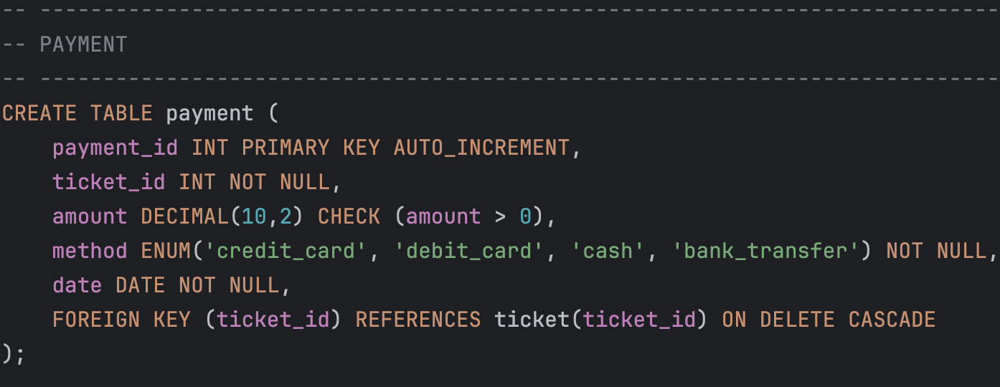 -- ----------------------------------------------------------------------------
-- PAYMENT
-- ----------------------------------------------------------------------------
CREATE TABLE payment (
    payment_id INT PRIMARY KEY AUTO_INCREMENT,
    ticket_id INT NOT NULL,
    amount DECIMAL(10,2) CHECK (amount > 0),
    method ENUM('credit_card', 'debit_card', 'cash', 'bank_transfer') NOT NULL,
    date DATE NOT NULL,
    FOREIGN KEY (ticket_id) REFERENCES ticket(ticket_id) ON DELETE CASCADE
);